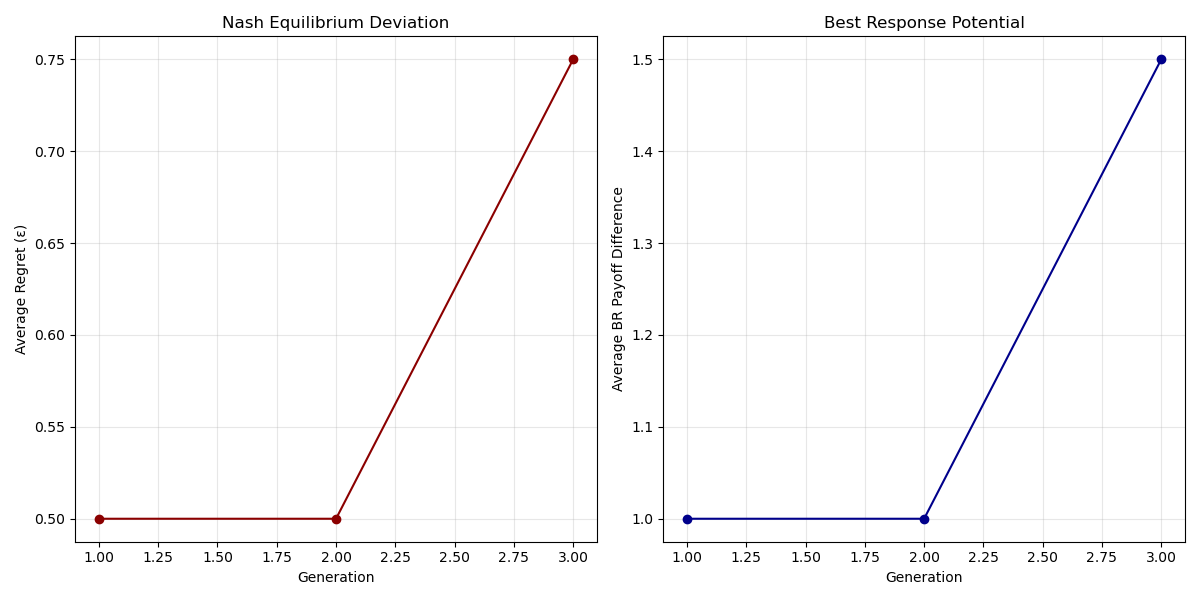 Nash Equilibrium Deviation
0.75
0.70
0.65
0.60
0.55
0.50
Average Regret (ε)
1.00 1.25 1.50 1.75 2.00 2.25 2.50 2.75 3.00
Generation
Best Response Potential
1.5
1.4
1.3
1.2
1.1
1.0
Average BR Payoff Difference
1.00 1.25 1.50 1.75 2.00 2.25 2.50 2.75 3.00
Generation